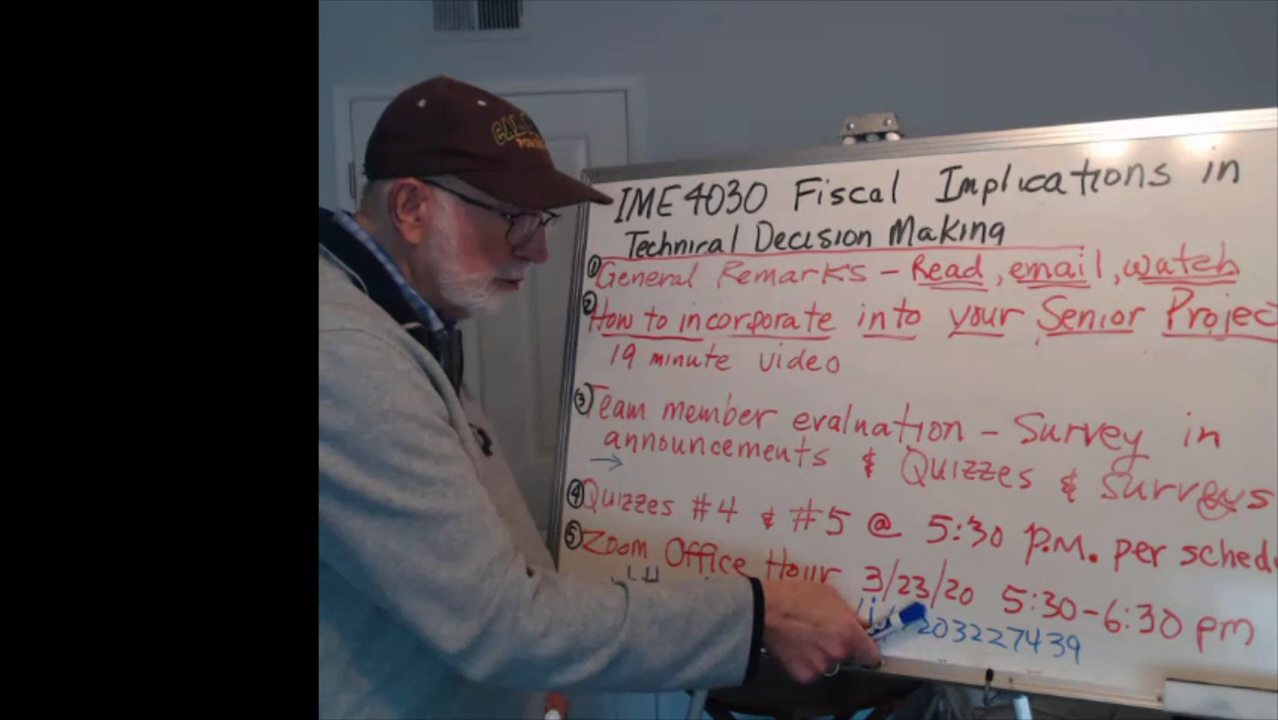 CAL
IME 4030 Fiscal Implications in
Technical Decision Making
① General Remarks - Read, email, watch
② How to incorporate into your Senior Projec
19 minute video
③ Team member evaluation - Survey in
announcements & Quizzes & Surveys
→
④ Quizzes #4 & #5 @ 5:30 P.M. per sched
⑤ Zoom Office Hour 3/23/20 5:30-6:30 pm
203227439